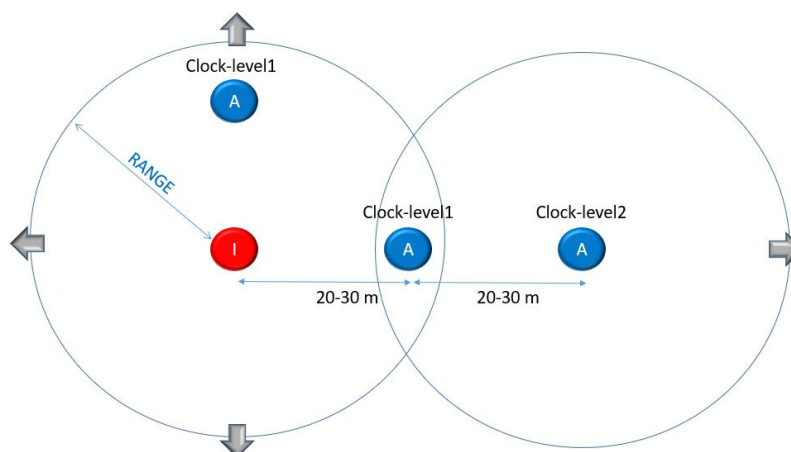 Clock-level1
A
RANGE
Clock-level1
Clock-level2
I
A
A
20-30 m
20-30 m